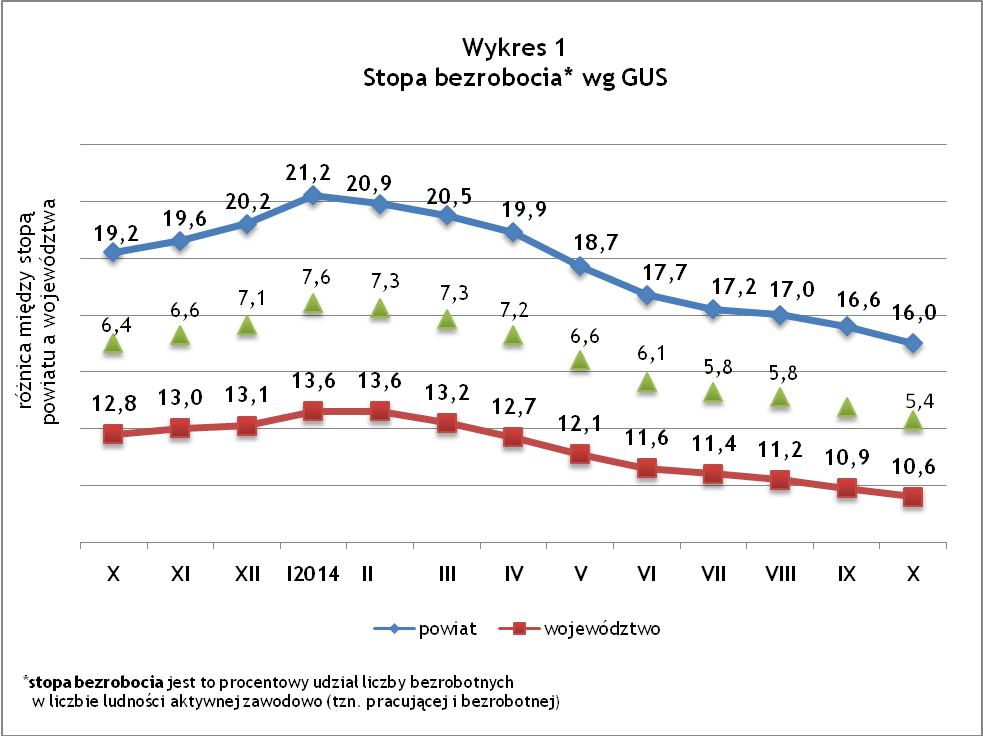 Wykres 1
Stopa bezrobocia* wg GUS
różnica między stopą
powiatu a województwa
19,2 19,6 20,2 21,2 20,9 20,5 19,9 18,7 17,7 17,2 17,0 16,6 16,0
6,4 6,6 7,1 7,6 7,3 7,3 7,2 6,6 6,1 5,8 5,8 5,4
12,8 13,0 13,1 13,6 13,6 13,2 12,7 12,1 11,6 11,4 11,2 10,9 10,6
X XI XII I2014 II III IV V VI VII VIII IX X
powiat województwo
*stopa bezrobocia jest to procentowy udział liczby bezrobotnych
w liczbie ludności aktywnej zawodowo (tzn. pracującej i bezrobotnej)